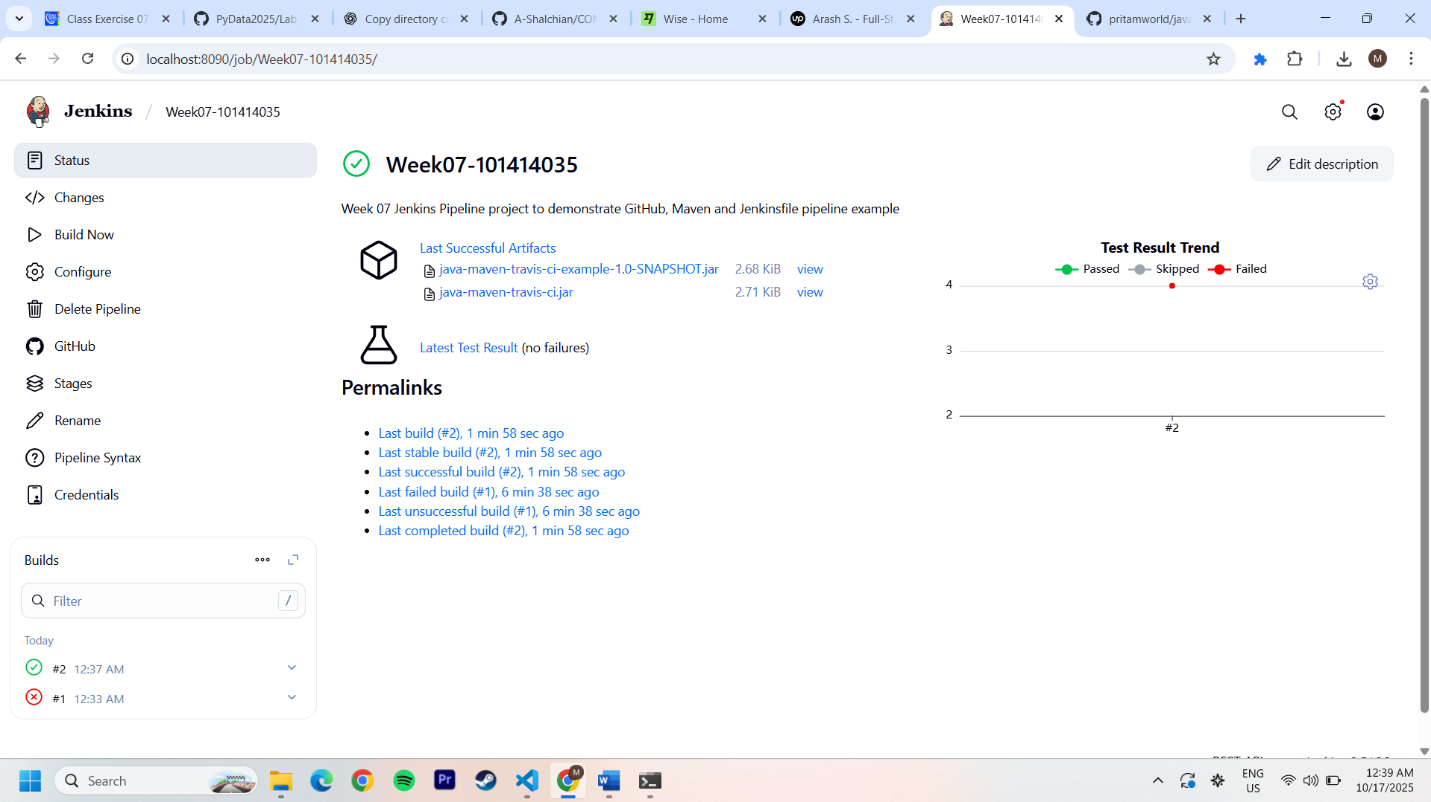 Class Exercise 07
PyData2025/Lab
Copy directory o
A-Shalchian/COM
Wise - Home
Arash S. - Full-St
Week07-1014140
pritamworld/java
localhost:8090/job/Week07-101414035/
M
Jenkins / Week07-101414035
Status
Changes
Build Now
Configure
Delete Pipeline
GitHub
Stages
Rename
Pipeline Syntax
Credentials
Builds
Filter /
Today
#2 12:37 AM
#1 12:33 AM
Week07-101414035
Edit description
Week 07 Jenkins Pipeline project to demonstrate GitHub, Maven and Jenkinsfile pipeline example
Last Successful Artifacts
java-maven-travis-ci-example-1.0-SNAPSHOT.jar 2.68 KiB view
java-maven-travis-ci.jar 2.71 KiB view
Latest Test Result (no failures)
Permalinks
Last build (#2), 1 min 58 sec ago
Last stable build (#2), 1 min 58 sec ago
Last successful build (#2), 1 min 58 sec ago
Last failed build (#1), 6 min 38 sec ago
Last unsuccessful build (#1), 6 min 38 sec ago
Last completed build (#2), 1 min 58 sec ago
Test Result Trend
Passed Skipped Failed
4
3
2
#2
Search
Pr
M
ENG
US
12:39 AM
10/17/2025